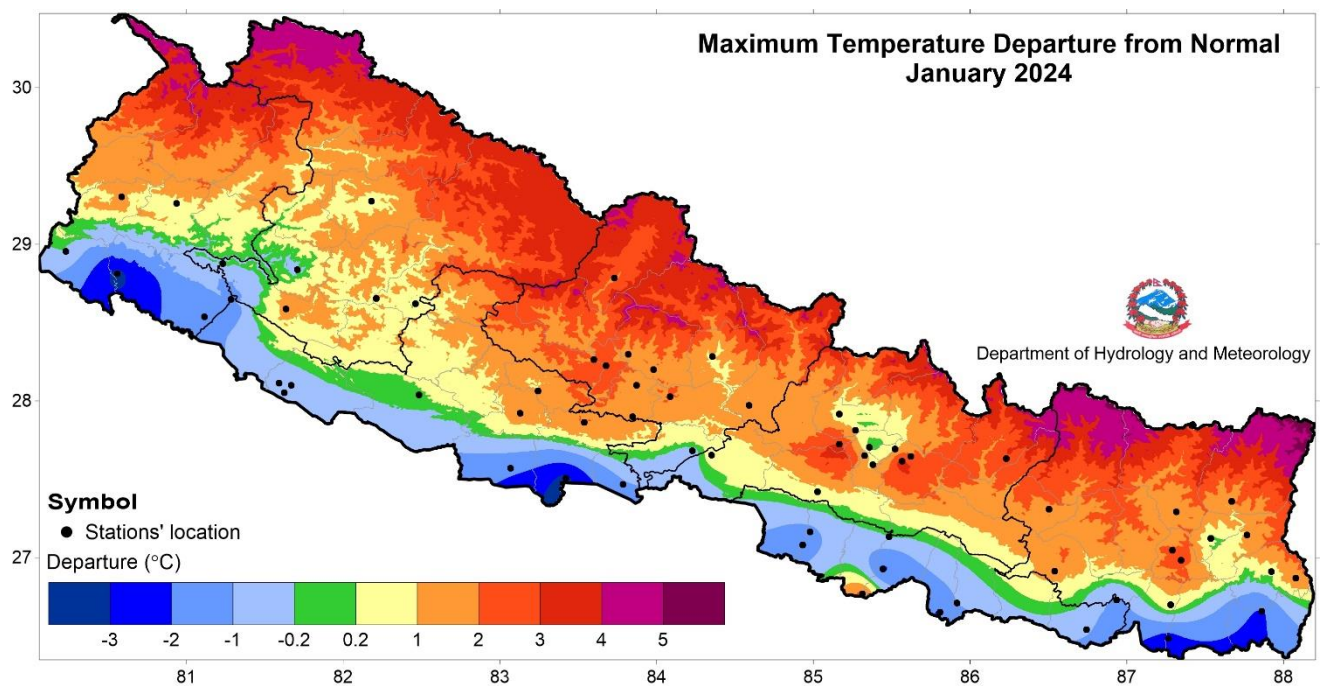 Maximum Temperature Departure from Normal
January 2024
30
29
28
27
Department of Hydrology and Meteorology
Symbol
Stations' location
Departure (°C)
-3 -2 -1 -0.2 0.2 1 2 3 4 5
81 82 83 84 85 86 87 88